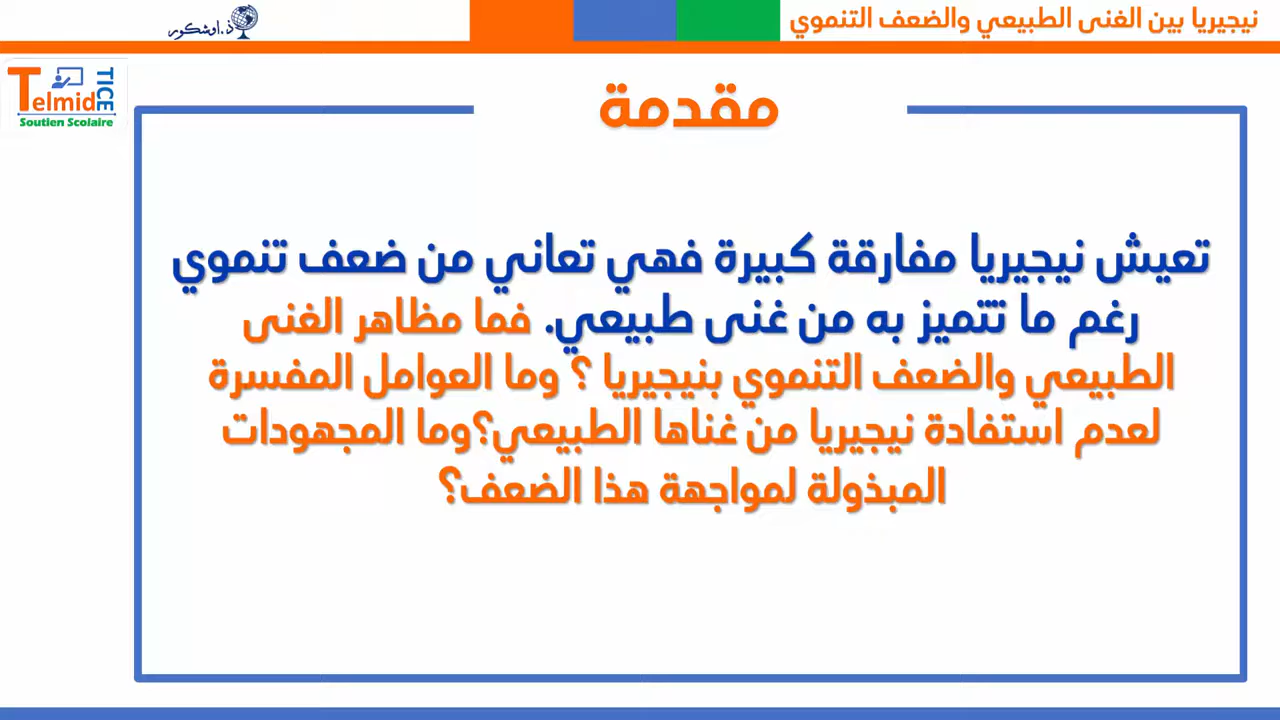 نيجيريا بين الغنى الطبيعي والضعف التنموي
ذ.اوشكور
Telmid TICE
Soutien Scolaire
مقدمة
تعيش نيجيريا مفارقة كبيرة فهي تعاني من ضعف تنموي
رغم ما تتميز به من غنى طبيعي. فما مظاهر الغنى
الطبيعي والضعف التنموي بنيجيريا ؟ وما العوامل المفسرة
لعدم استفادة نيجيريا من غناها الطبيعي؟وما المجهودات
المبذولة لمواجهة هذا الضعف؟